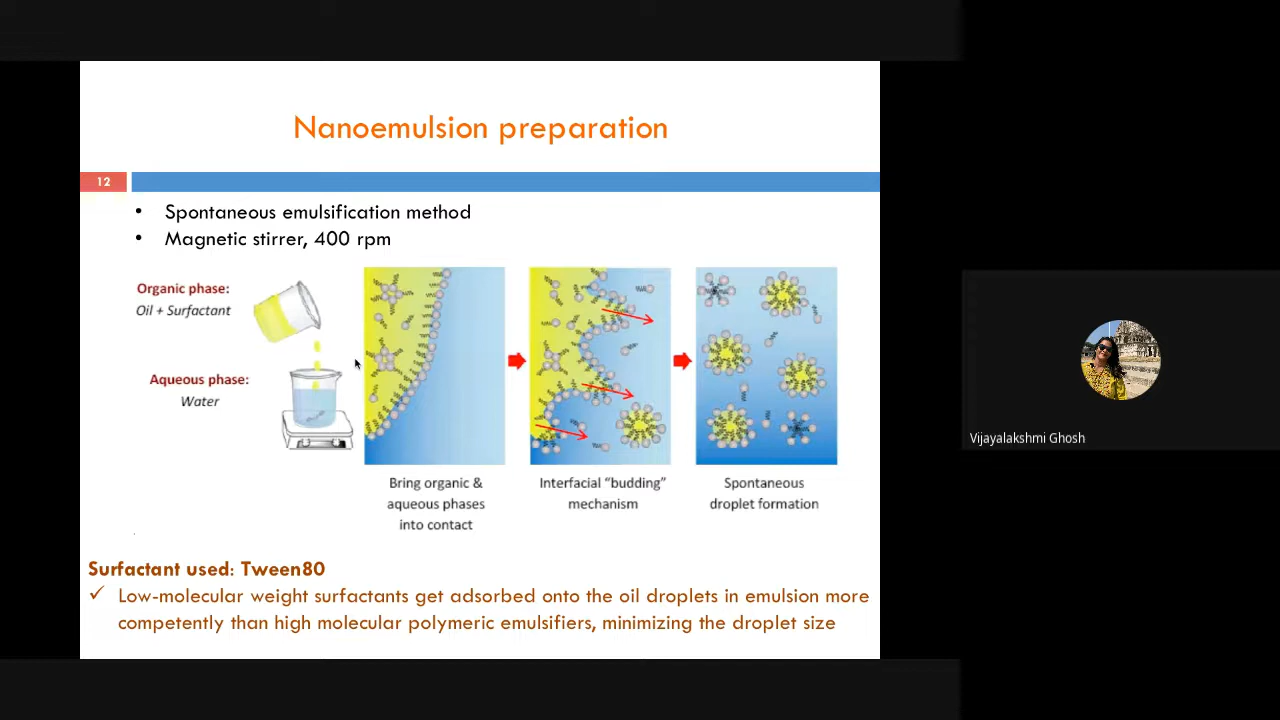 Nanoemulsion preparation
12
• Spontaneous emulsification method
• Magnetic stirrer, 400 rpm
Organic phase:
Oil + Surfactant
Aqueous phase:
Water
Bring organic &
aqueous phases
into contact
Interfacial “budding”
mechanism
Spontaneous
droplet formation
Surfactant used: Tween80
✓ Low-molecular weight surfactants get adsorbed onto the oil droplets in emulsion more
competently than high molecular polymeric emulsifiers, minimizing the droplet size
Vijayalakshmi Ghosh